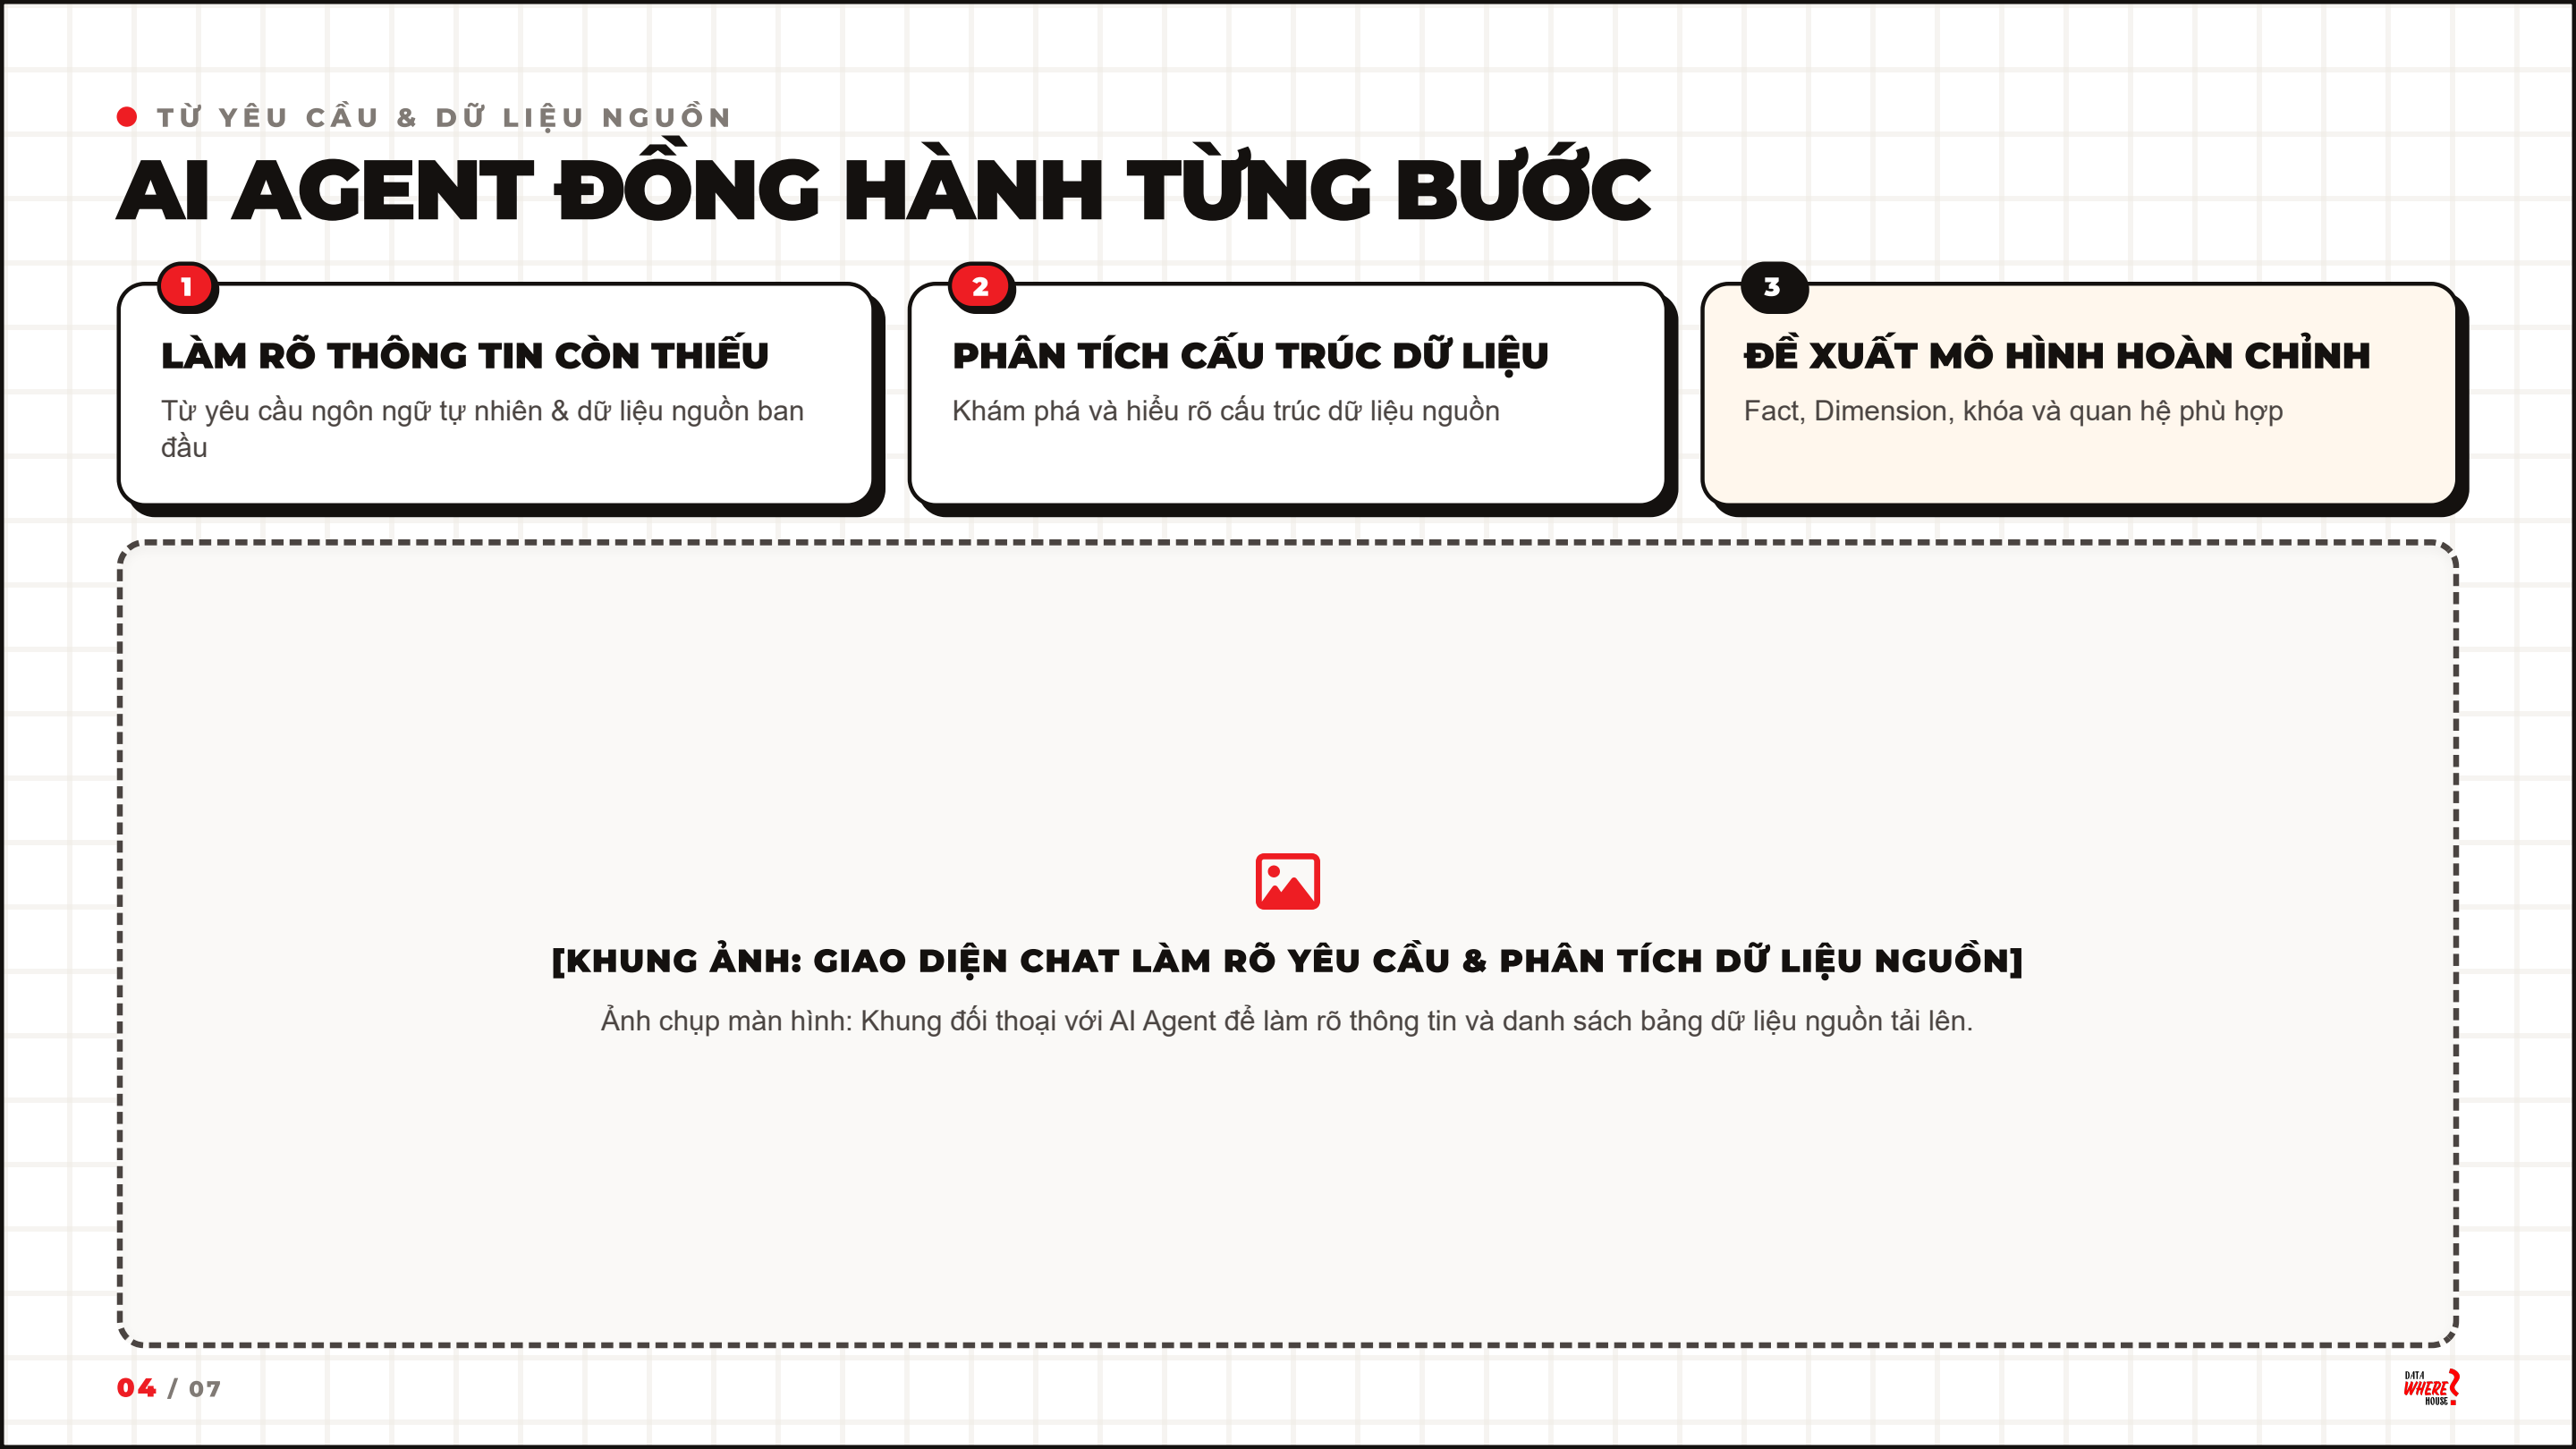 TỪ YÊU CẦU & DỮ LIỆU NGUỒN
AI AGENT ĐỒNG HÀNH TỪNG BƯỚC
1
LÀM RÕ THÔNG TIN CÒN THIẾU
Từ yêu cầu ngôn ngữ tự nhiên & dữ liệu nguồn ban
đầu
2
PHÂN TÍCH CẤU TRÚC DỮ LIỆU
Khám phá và hiểu rõ cấu trúc dữ liệu nguồn
3
ĐỀ XUẤT MÔ HÌNH HOÀN CHỈNH
Fact, Dimension, khóa và quan hệ phù hợp
[KHUNG ẢNH: GIAO DIỆN CHAT LÀM RÕ YÊU CẦU & PHÂN TÍCH DỮ LIỆU NGUỒN]
Ảnh chụp màn hình: Khung đối thoại với AI Agent để làm rõ thông tin và danh sách bảng dữ liệu nguồn tải lên.
04 / 07
DATA
WHERE?
HOUSE